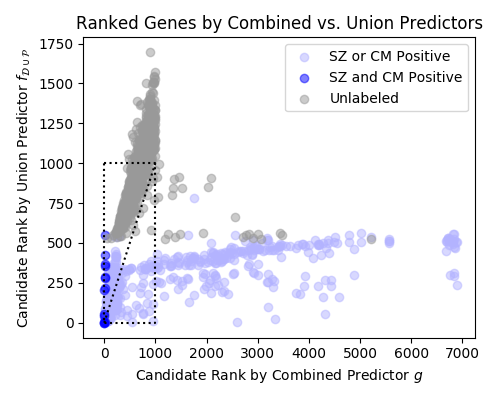 Ranked Genes by Combined vs. Union Predictors
Candidate Rank by Union Predictor f_{𝒟∪𝒫}
1750
1500
1250
1000
750
500
250
0
SZ or CM Positive
SZ and CM Positive
Unlabeled
0 1000 2000 3000 4000 5000 6000 7000
Candidate Rank by Combined Predictor g